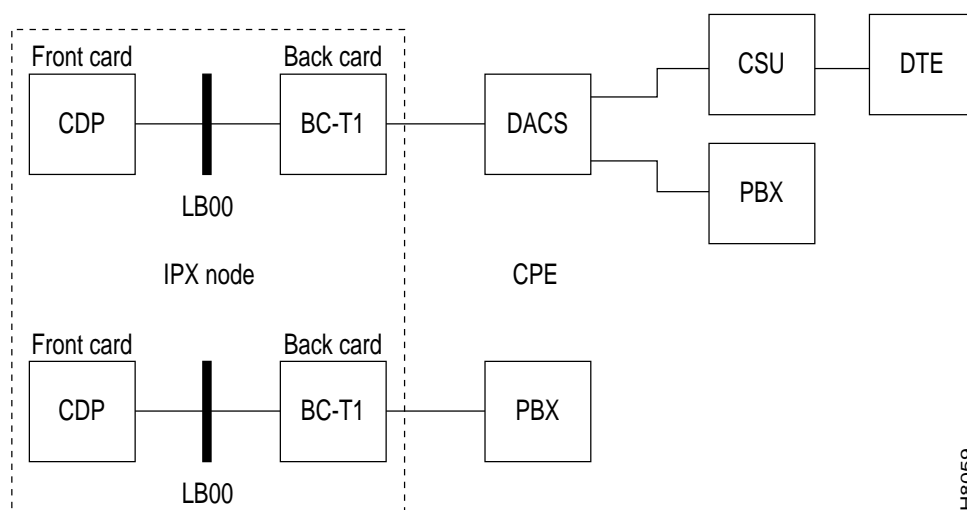 Front card
Back card
CDP
BC-T1
DACS
CSU
DTE
PBX
LB00
IPX node
CPE
Front card
Back card
CDP
BC-T1
PBX
LB00
H8059